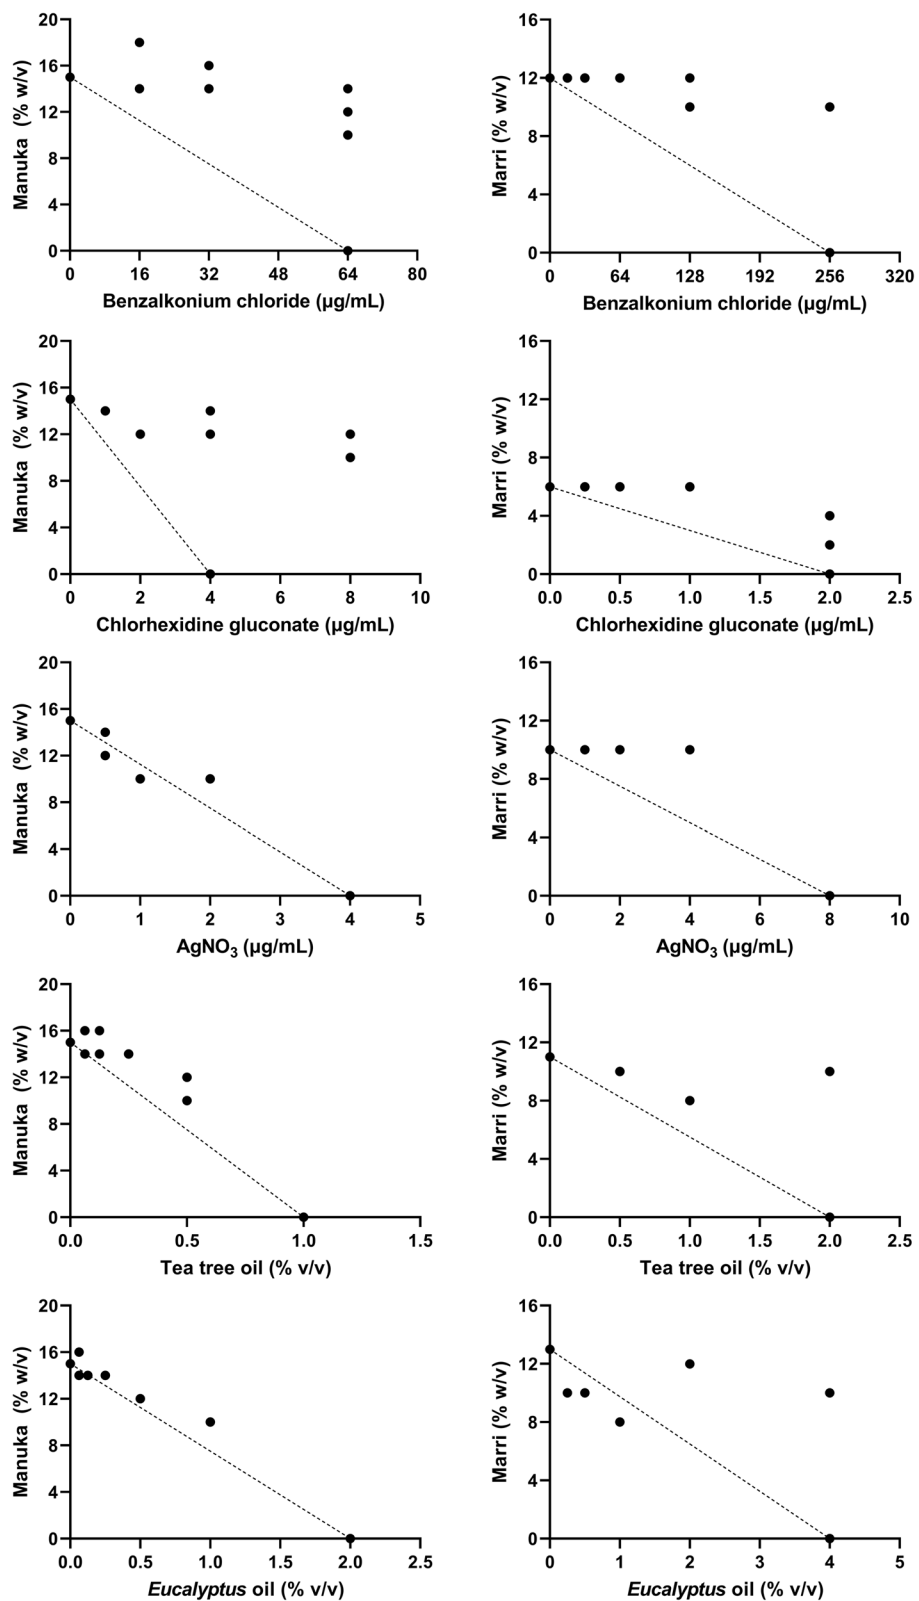 20
16
12
8
4
0
Manuka (% w/v)
0 16 32 48 64 80
Benzalkonium chloride (µg/mL)
16
12
8
4
0
Marri (% w/v)
0 64 128 192 256 320
Benzalkonium chloride (µg/mL)
20
16
12
8
4
0
Manuka (% w/v)
0 2 4 6 8 10
Chlorhexidine gluconate (µg/mL)
16
12
8
4
0
Marri (% w/v)
0.0 0.5 1.0 1.5 2.0 2.5
Chlorhexidine gluconate (µg/mL)
20
16
12
8
4
0
Manuka (% w/v)
0 1 2 3 4 5
AgNO₃ (µg/mL)
16
12
8
4
0
Marri (% w/v)
0 2 4 6 8 10
AgNO₃ (µg/mL)
20
16
12
8
4
0
Manuka (% w/v)
0.0 0.5 1.0 1.5
Tea tree oil (% v/v)
16
12
8
4
0
Marri (% w/v)
0.0 0.5 1.0 1.5 2.0 2.5
Tea tree oil (% v/v)
20
16
12
8
4
0
Manuka (% w/v)
0.0 0.5 1.0 1.5 2.0 2.5
Eucalyptus oil (% v/v)
16
12
8
4
0
Marri (% w/v)
0 1 2 3 4 5
Eucalyptus oil (% v/v)